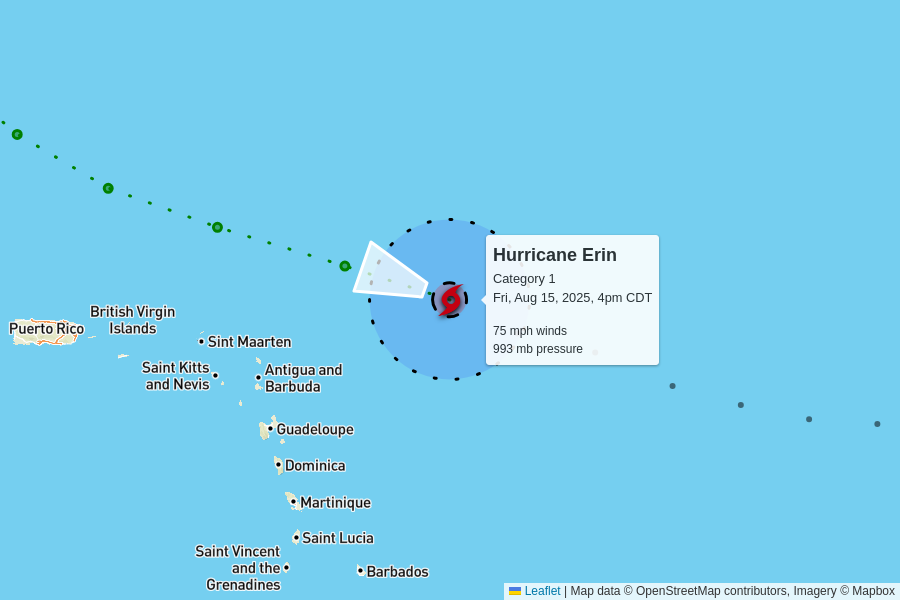 Hurricane Erin
Category 1
Fri, Aug 15, 2025, 4pm CDT
75 mph winds
993 mb pressure
British Virgin
Islands
Puerto Rico
Sint Maarten
Saint Kitts
and Nevis
Antigua and
Barbuda
Guadeloupe
Dominica
Martinique
Saint Lucia
Saint Vincent
and the
Grenadines
Barbados
Leaflet | Map data © OpenStreetMap contributors, Imagery © Mapbox